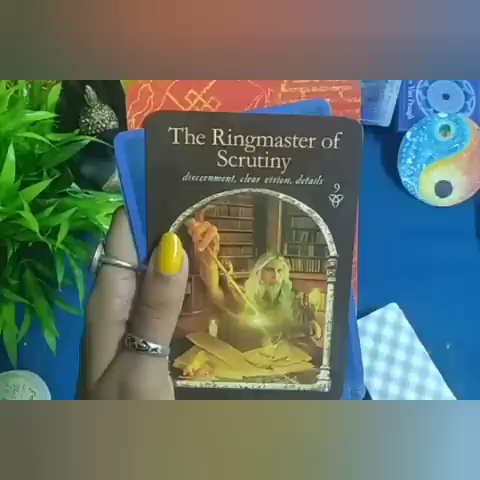 The Ringmaster of
Scrutiny
discernment, clear vision, details
9